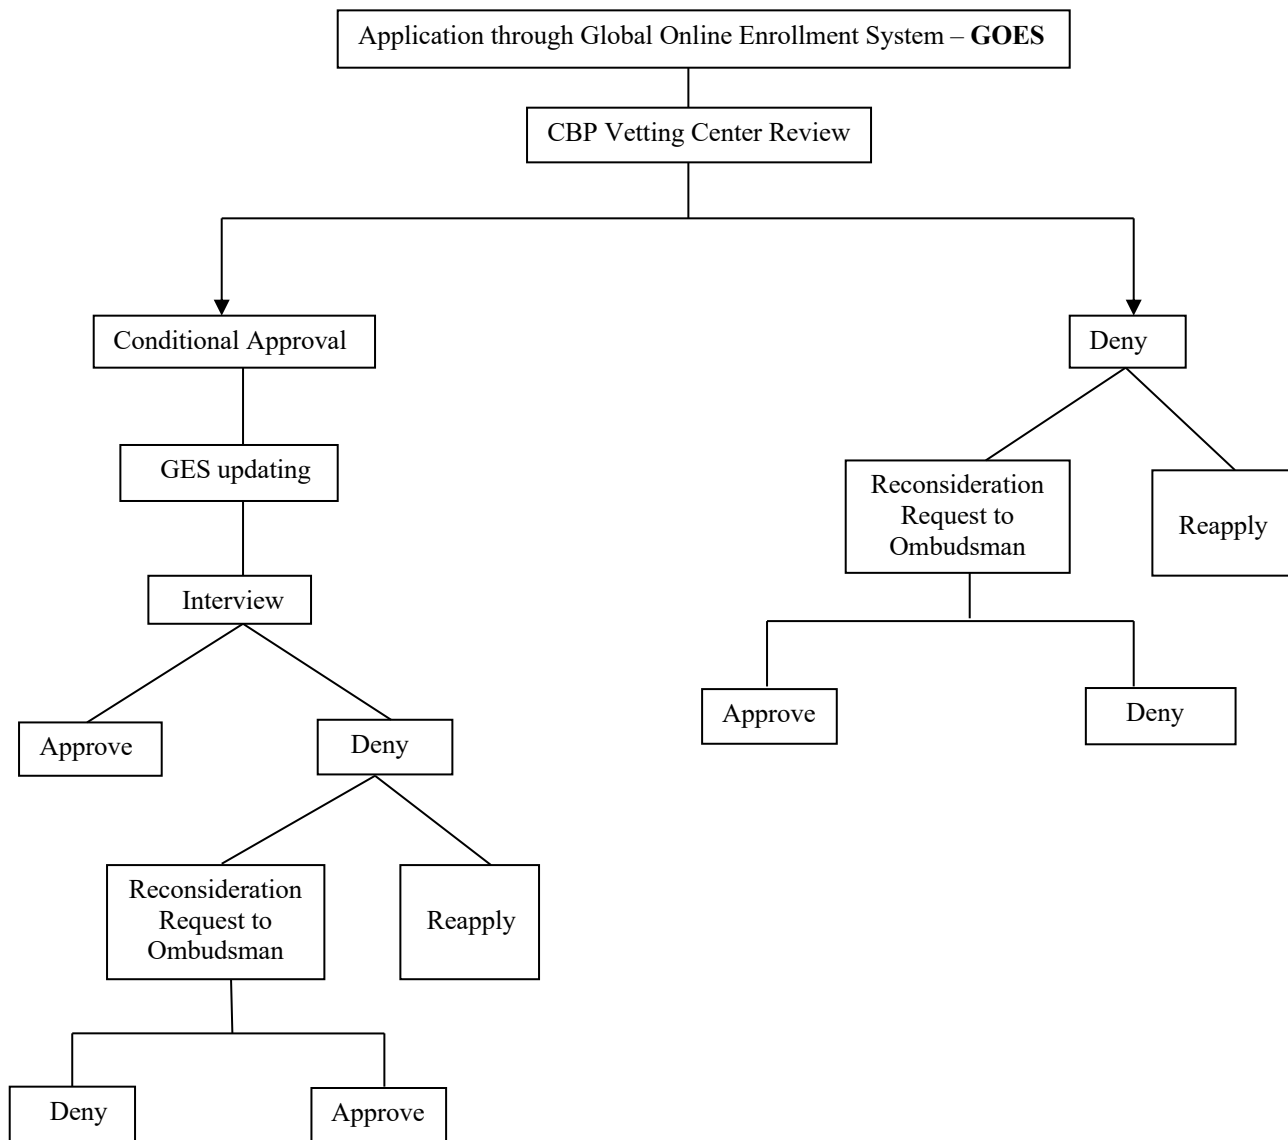 Application through Global Online Enrollment System – GOES
CBP Vetting Center Review
Conditional Approval
Deny
GES updating
Reconsideration
Request to
Ombudsman
Reapply
Interview
Approve
Deny
Approve
Deny
Reconsideration
Request to
Ombudsman
Reapply
Deny
Approve